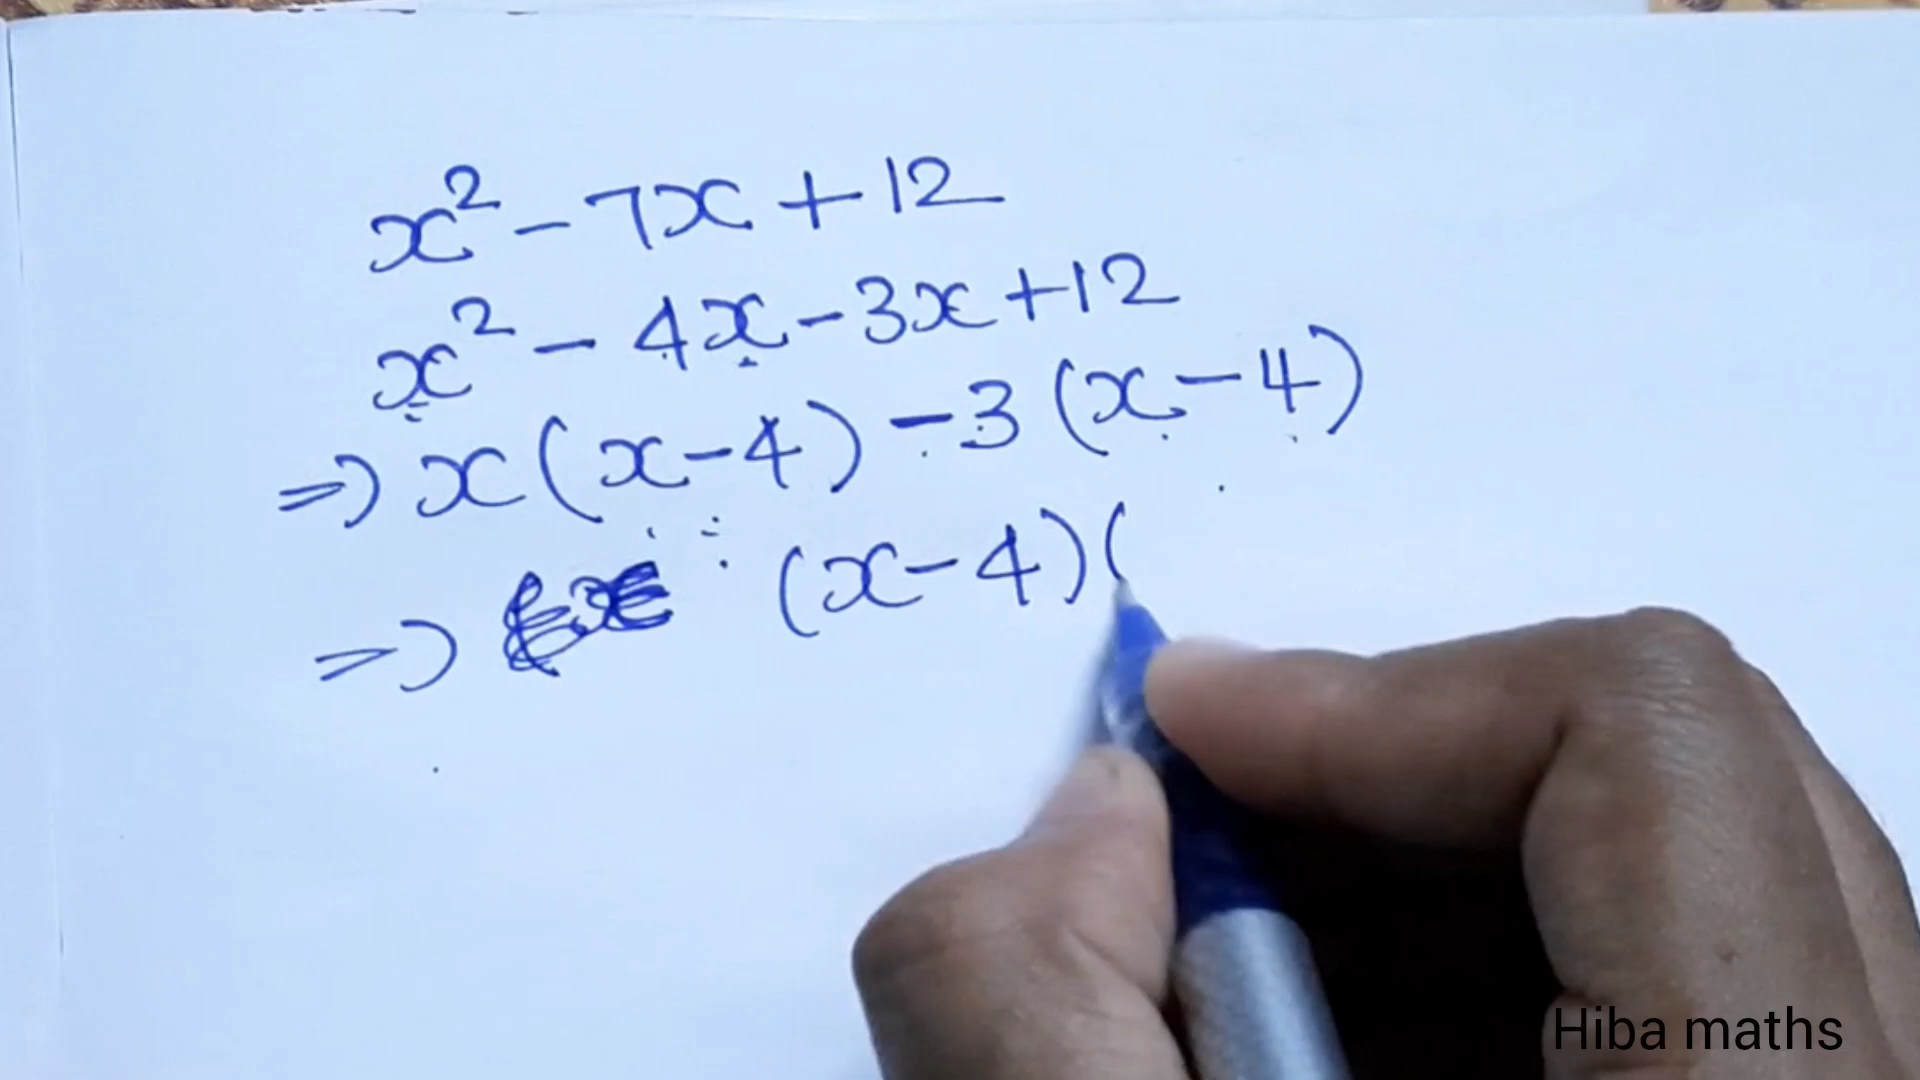 x² - 7x + 12
x² - 4x - 3x + 12
⇒ x(x-4) - 3(x-4)
⇒ (x-4)(
Hiba maths